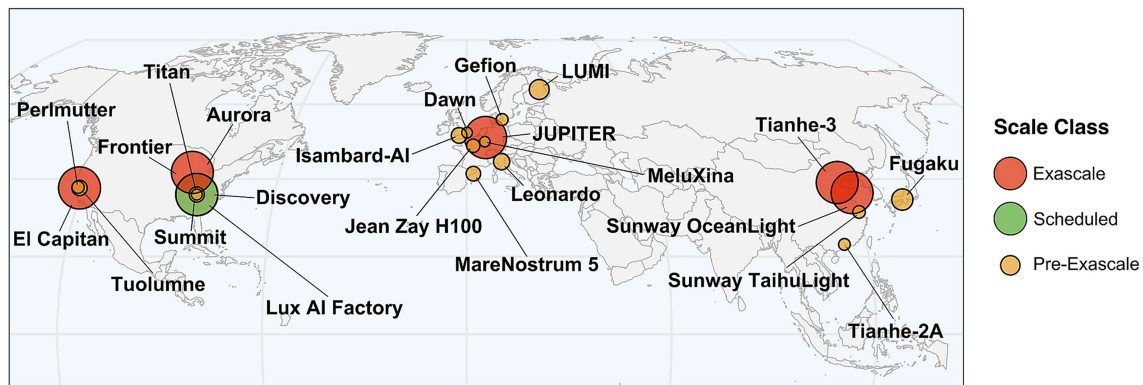 Titan
Perlmutter
Aurora
Frontier
Discovery
El Capitan
Summit
Tuolumne
Lux AI Factory
Gefion
LUMI
Dawn
JUPITER
Isambard-AI
MeluXina
Leonardo
Jean Zay H100
MareNostrum 5
Tianhe-3
Fugaku
Sunway OceanLight
Sunway TaihuLight
Tianhe-2A
Scale Class
Exascale
Scheduled
Pre-Exascale